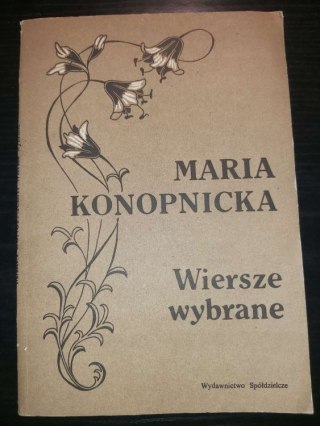 MARIA
KONOPNICKA
Wiersze
wybrane
Wydawnictwo Spółdzielcze